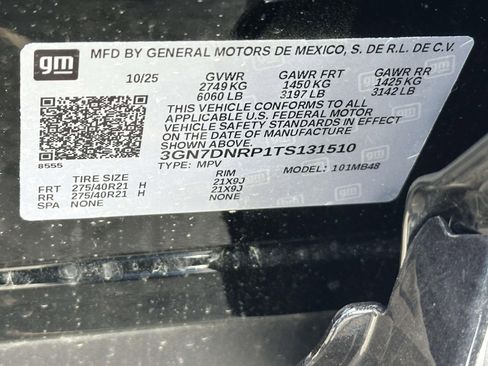 gm MFD BY GENERAL MOTORS DE MEXICO, S. DE R.L. DE C.V.
10/25 GVWR GAWR FRT GAWR RR
2749 KG 1450 KG 1425 KG
6060 LB 3197 LB 3142 LB
THIS VEHICLE CONFORMS TO ALL
APPLICABLE U.S. FEDERAL MOTOR
VEHICLE SAFETY STANDARDS IN
EFFECT ON THE DATE OF
MANUFACTURE SHOWN ABOVE.
8555 3GN7DNRP1TS131510
TYPE: MPV MODEL: 101MB48
TIRE SIZE RIM
FRT 275/40R21 H 21X9J
RR 275/40R21 H 21X9J
SPA NONE NONE